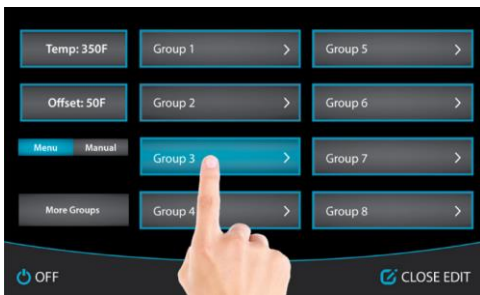 Temp: 350F
Group 1
Group 5
Offset: 50F
Group 2
Group 6
Menu
Manual
Group 3
Group 7
More Groups
Group 4
Group 8
OFF
CLOSE EDIT